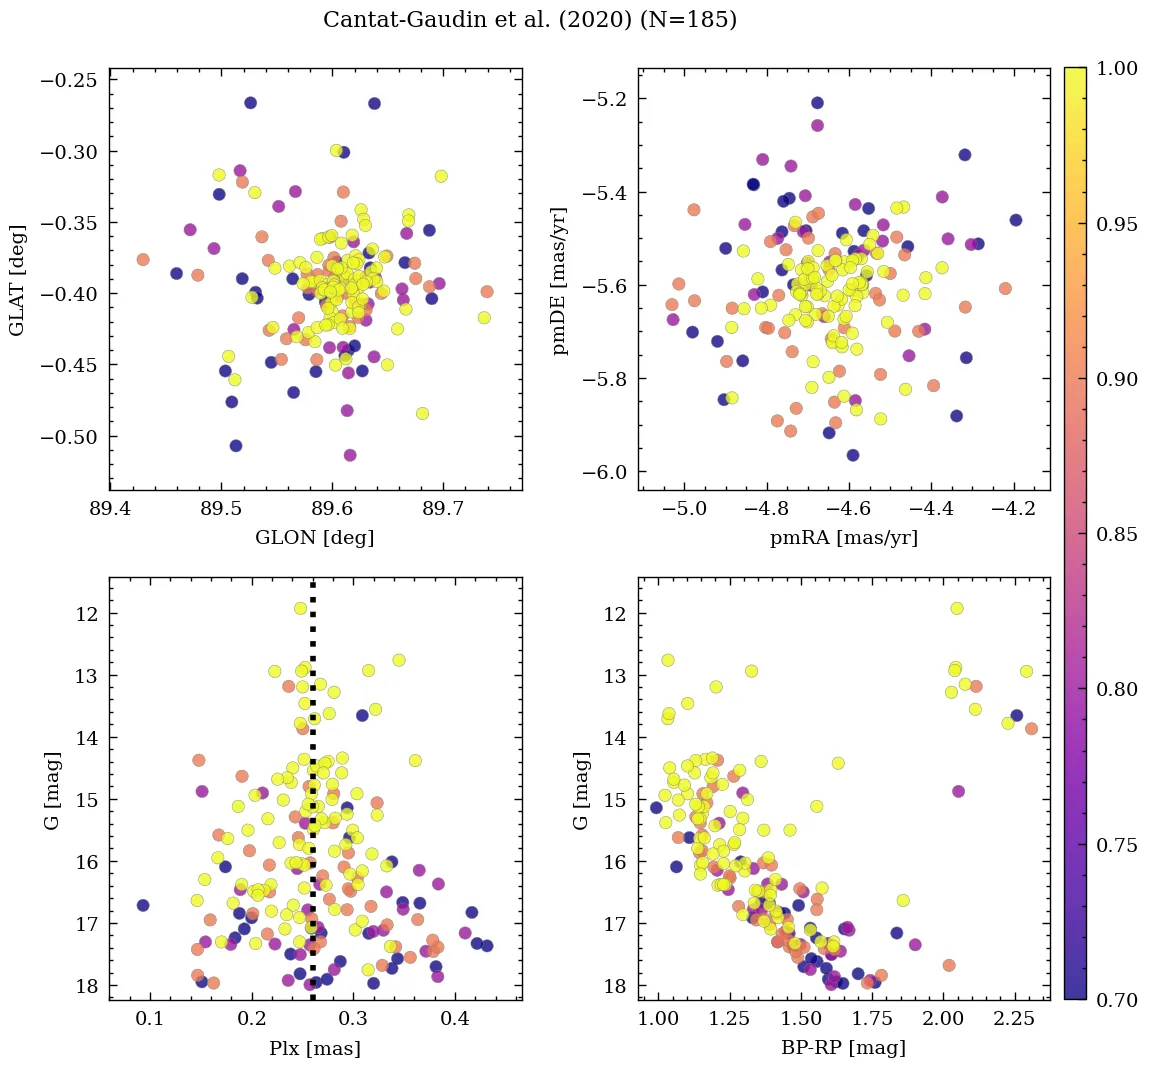 Cantat-Gaudin et al. (2020) (N=185)
−0.25
−0.30
−0.35
−0.40
−0.45
−0.50
GLAT [deg]
89.4 89.5 89.6 89.7
GLON [deg]
−5.2
−5.4
−5.6
−5.8
−6.0
pmDE [mas/yr]
−5.0 −4.8 −4.6 −4.4 −4.2
pmRA [mas/yr]
12
13
14
15
16
17
18
G [mag]
0.1 0.2 0.3 0.4
Plx [mas]
12
13
14
15
16
17
18
G [mag]
1.00 1.25 1.50 1.75 2.00 2.25
BP-RP [mag]
1.00
0.95
0.90
0.85
0.80
0.75
0.70